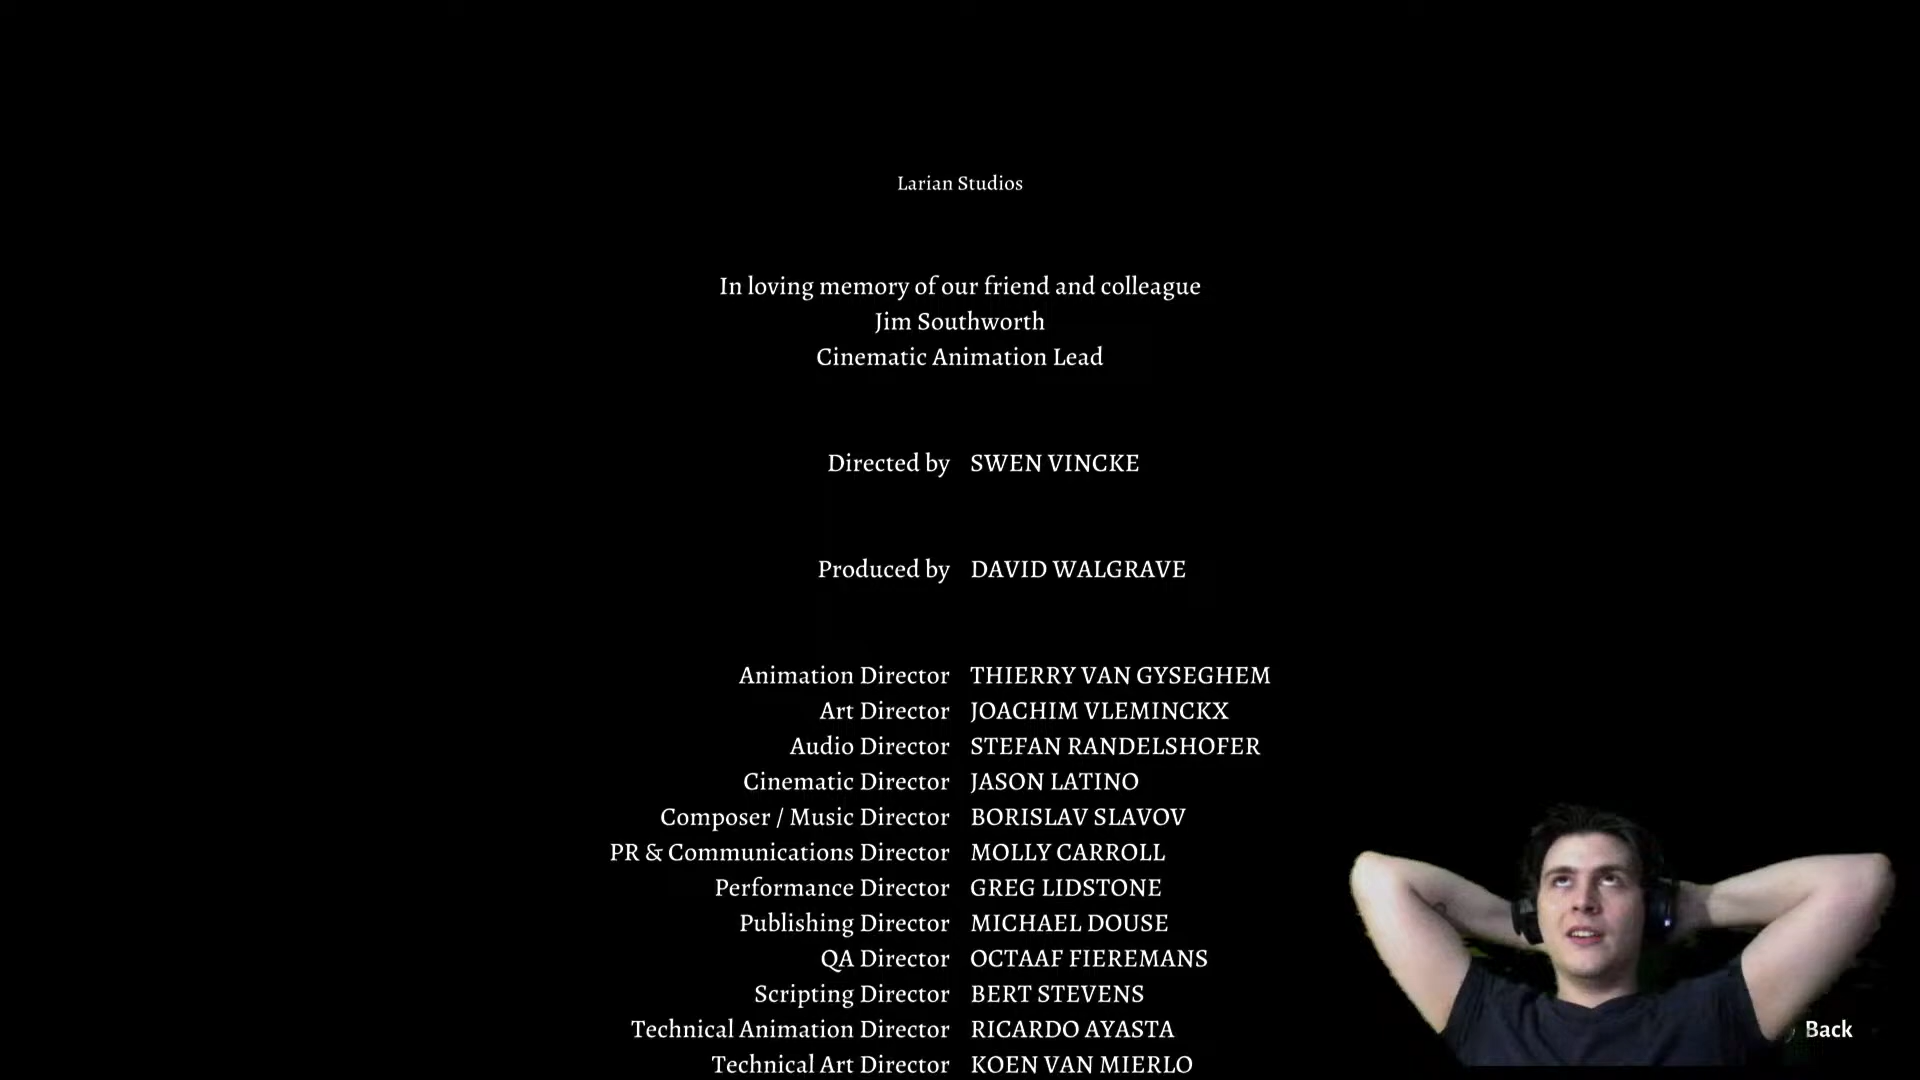 Larian Studios
In loving memory of our friend and colleague
Jim Southworth
Cinematic Animation Lead
Directed by SWEN VINCKE
Produced by DAVID WALGRAVE
Animation Director THIERRY VAN GYSEGHEM
Art Director JOACHIM VLEMINCKX
Audio Director STEFAN RANDELSHOFER
Cinematic Director JASON LATINO
Composer / Music Director BORISLAV SLAVOV
PR & Communications Director MOLLY CARROLL
Performance Director GREG LIDSTONE
Publishing Director MICHAEL DOUSE
QA Director OCTAAF FIEREMANS
Scripting Director BERT STEVENS
Technical Animation Director RICARDO AYASTA
Back
Technical Art Director KOEN VAN MIERLO